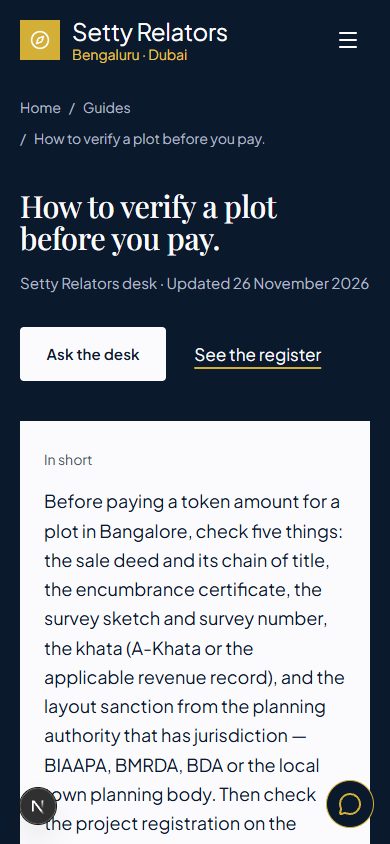 Setty Relators
Bengaluru · Dubai
Home / Guides
/ How to verify a plot before you pay.
How to verify a plot
before you pay.
Setty Relators desk · Updated 26 November 2026
Ask the desk
See the register
In short
Before paying a token amount for a
plot in Bangalore, check five things:
the sale deed and its chain of title,
the encumbrance certificate, the
survey sketch and survey number,
the khata (A-Khata or the
applicable revenue record), and the
layout sanction from the planning
authority that has jurisdiction —
BIAAPA, BMRDA, BDA or the local
town planning body. Then check
the project registration on the
N